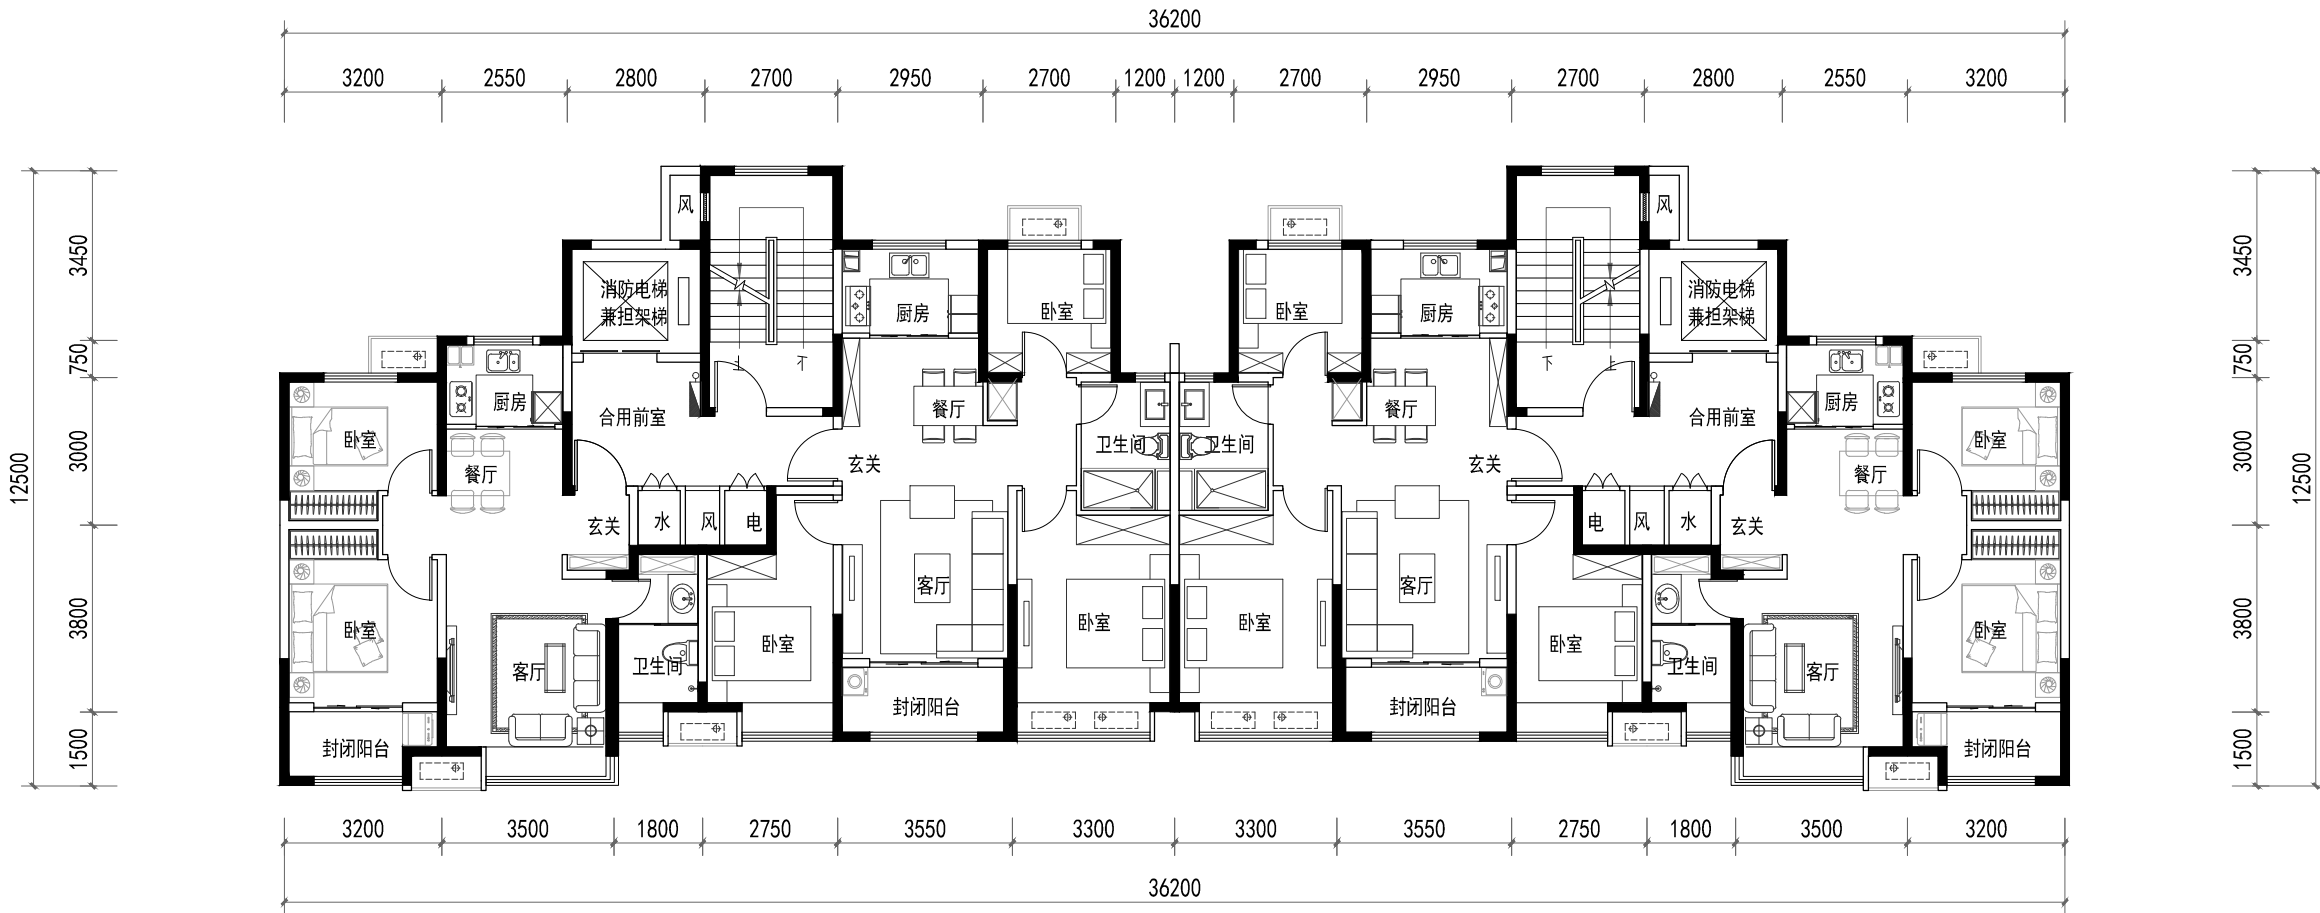 36200
3200 2550 2800 2700 2950 2700 1200 1200 2700 2950 2700 2800 2550 3200
12500
3450
750
3000
3800
1500
3450
750
3000
3800
1500
12500
风 风
消防电梯 厨房 卧室 卧室 厨房 消防电梯
兼担架梯 兼担架梯
上 下 下 上
厨房 合用前室 餐厅 餐厅 合用前室 厨房
卧室 卫生间 卫生间 卧室
餐厅 玄关 玄关 餐厅
玄关 水 风 电 电 风 水 玄关
客厅 客厅
卧室 卧室 卧室 卧室 卧室 卧室
客厅 卫生间 卫生间 客厅
封闭阳台 封闭阳台
封闭阳台 封闭阳台
3200 3500 1800 2750 3550 3300 3300 3550 2750 1800 3500 3200
36200